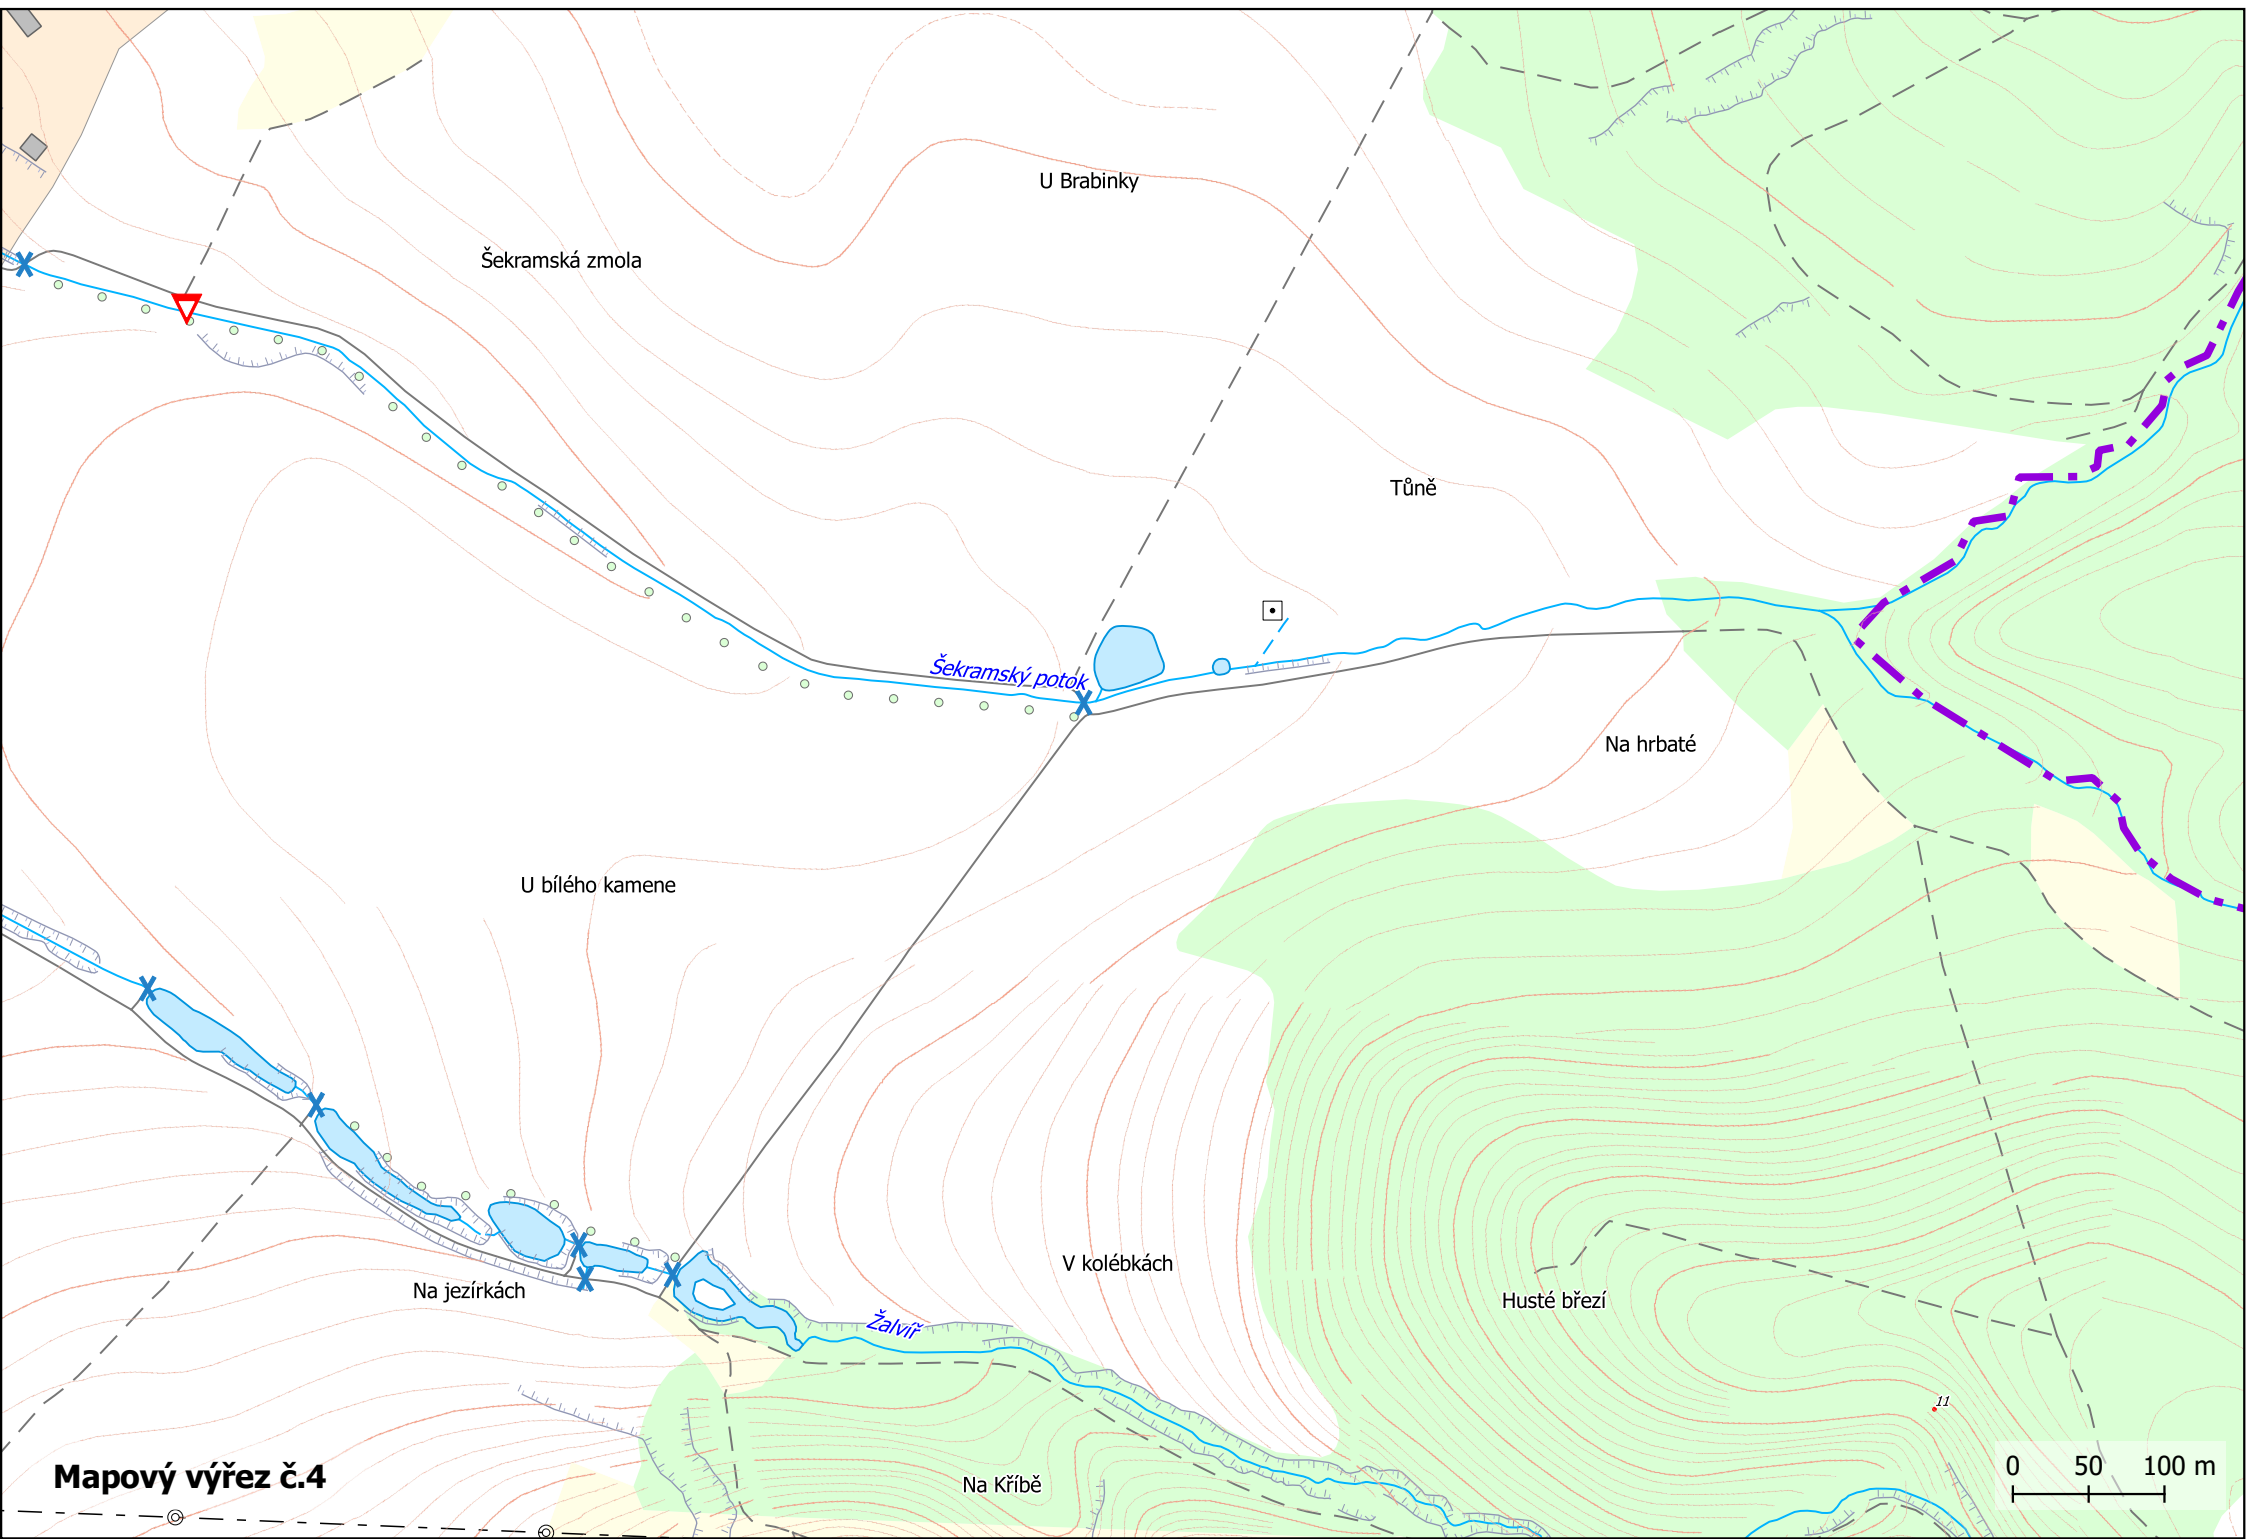 U Brabinky
Šekramská zmola
Tůně
Šekramský potok
Na hrbaté
U bílého kamene
V kolébkách
Na jezírkách
Husté březí
Žalvíř
11
Na Kříbě
Mapový výřez č.4
0 50 100 m